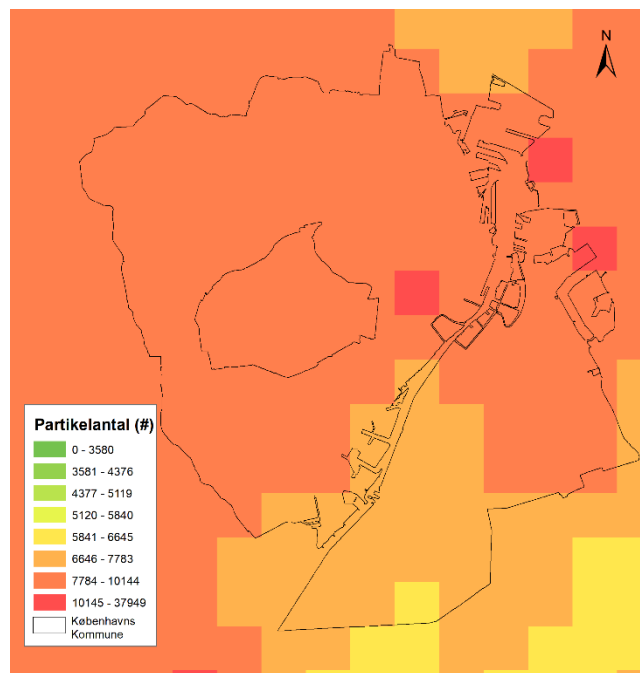 N
Partikelantal (#)
0 - 3580
3581 - 4376
4377 - 5119
5120 - 5840
5841 - 6645
6646 - 7783
7784 - 10144
10145 - 37949
Københavns
Kommune